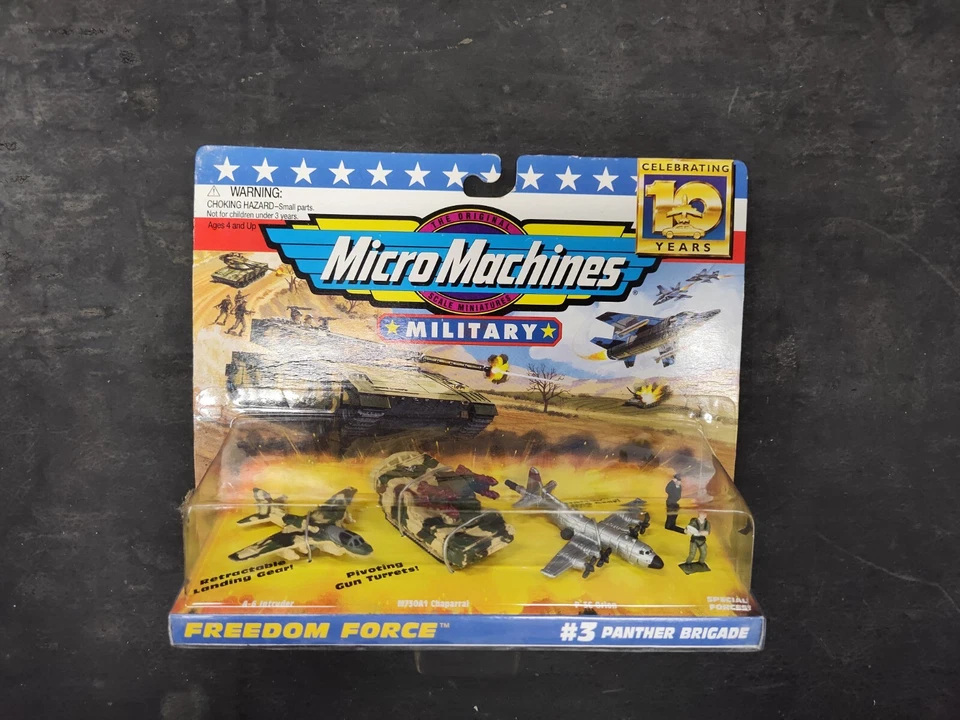 CELEBRATING
10
YEARS
⚠ WARNING:
CHOKING HAZARD–Small parts.
Not for children under 3 years.
Ages 4 and Up
THE ORIGINAL
Micro Machines®
SCALE MINIATURES
★MILITARY★
Retractable
Landing Gear!
Pivoting
Gun Turrets!
A-6 Intruder
M730A1 Chaparral
SPECIAL
FORCES!
FREEDOM FORCE™
#3 PANTHER BRIGADE